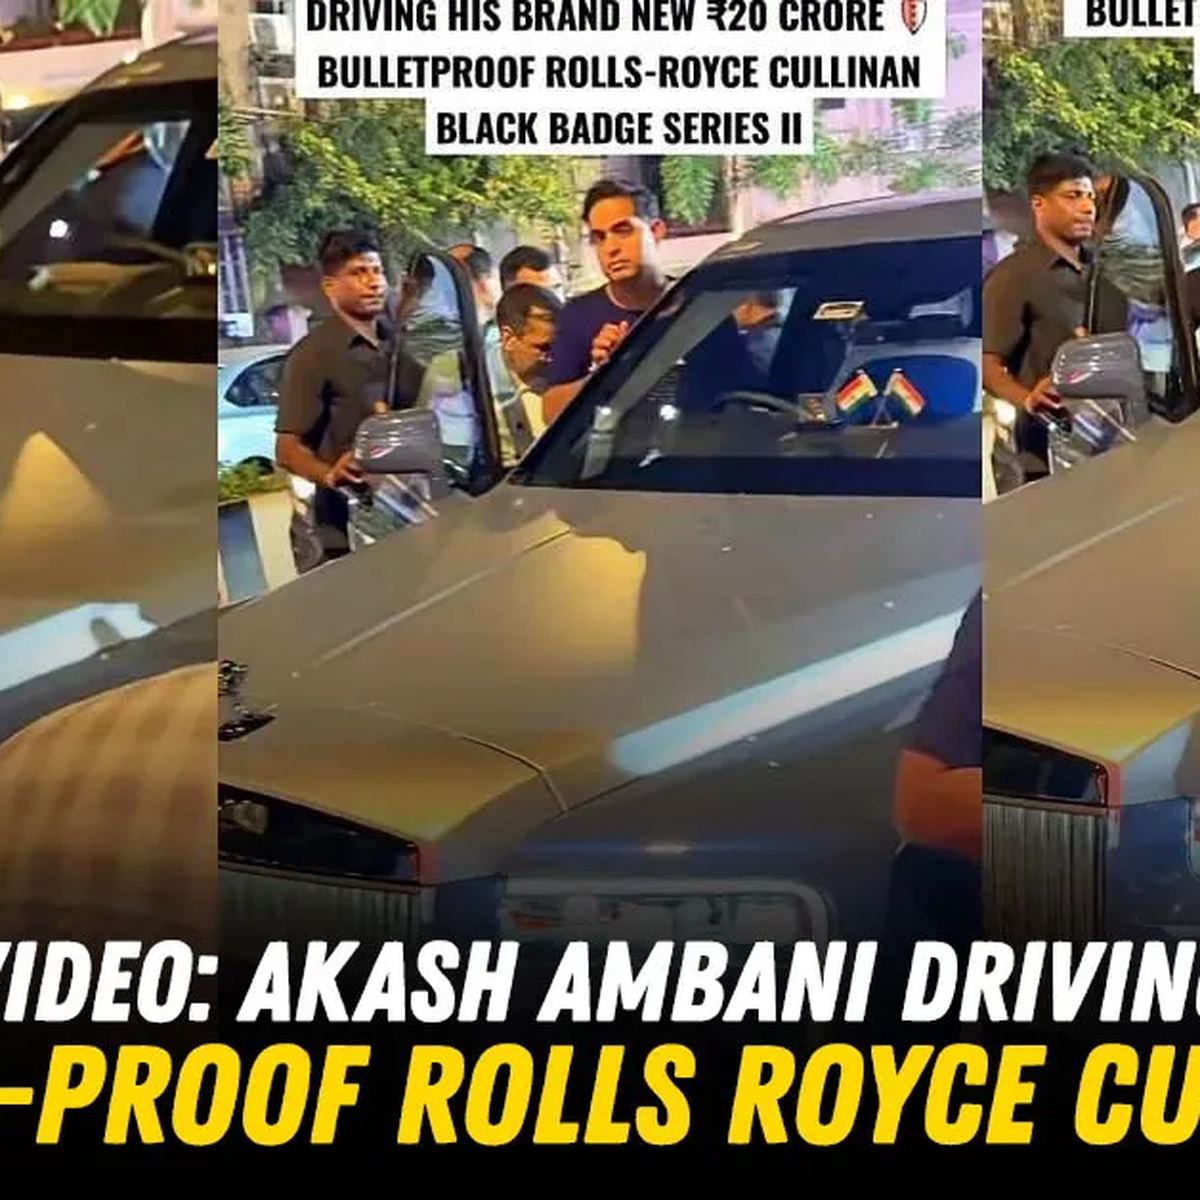 DRIVING HIS BRAND NEW ₹20 CRORE
BULLETPROOF ROLLS-ROYCE CULLINAN
BLACK BADGE SERIES II
BULLET
VIDEO: AKASH AMBANI DRIVING
-PROOF ROLLS ROYCE CU